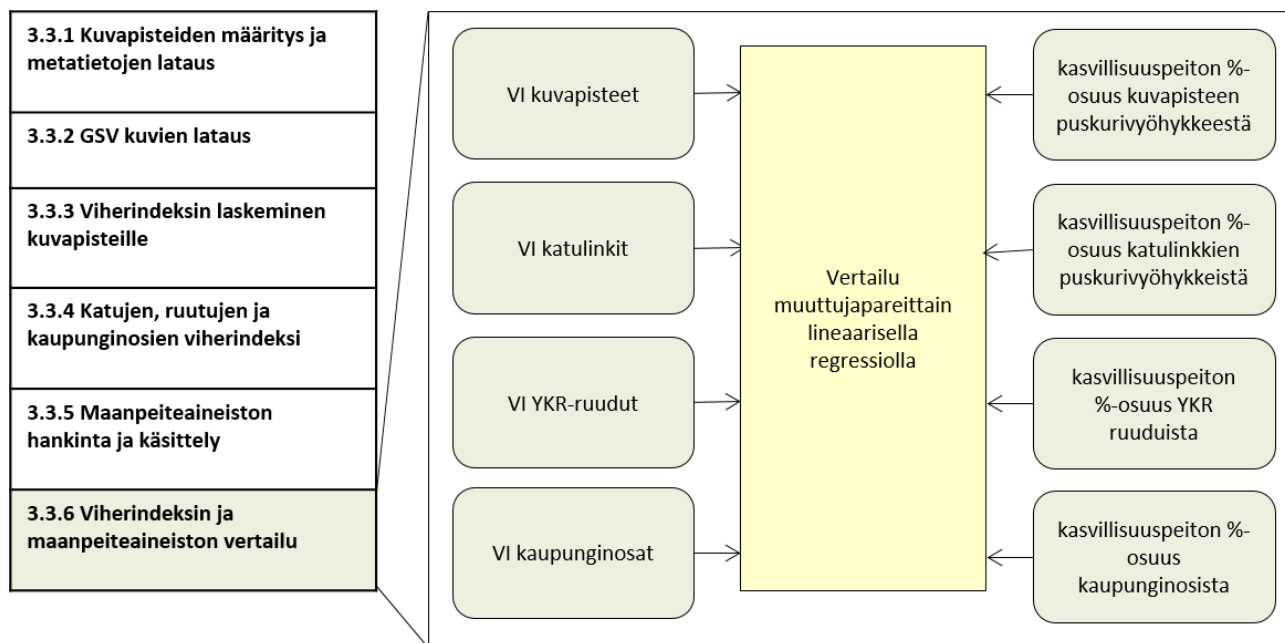 3.3.1 Kuvapisteiden määritys ja
metatietojen lataus
3.3.2 GSV kuvien lataus
3.3.3 Viherindeksin laskeminen
kuvapisteille
3.3.4 Katujen, ruutujen ja
kaupunginosien viherindeksi
3.3.5 Maanpeiteaineiston
hankinta ja käsittely
3.3.6 Viherindeksin ja
maanpeiteaineiston vertailu
VI kuvapisteet
VI katulinkit
VI YKR-ruudut
VI kaupunginosat
Vertailu
muuttujapareittain
lineaarisella
regressiolla
kasvillisuuspeiton %-
osuus kuvapisteen
puskurivyöhykkeestä
kasvillisuuspeiton %-
osuus katulinkkien
puskurivyöhykkeistä
kasvillisuuspeiton
%-osuus YKR
ruuduista
kasvillisuuspeiton %-
osuus
kaupunginosista